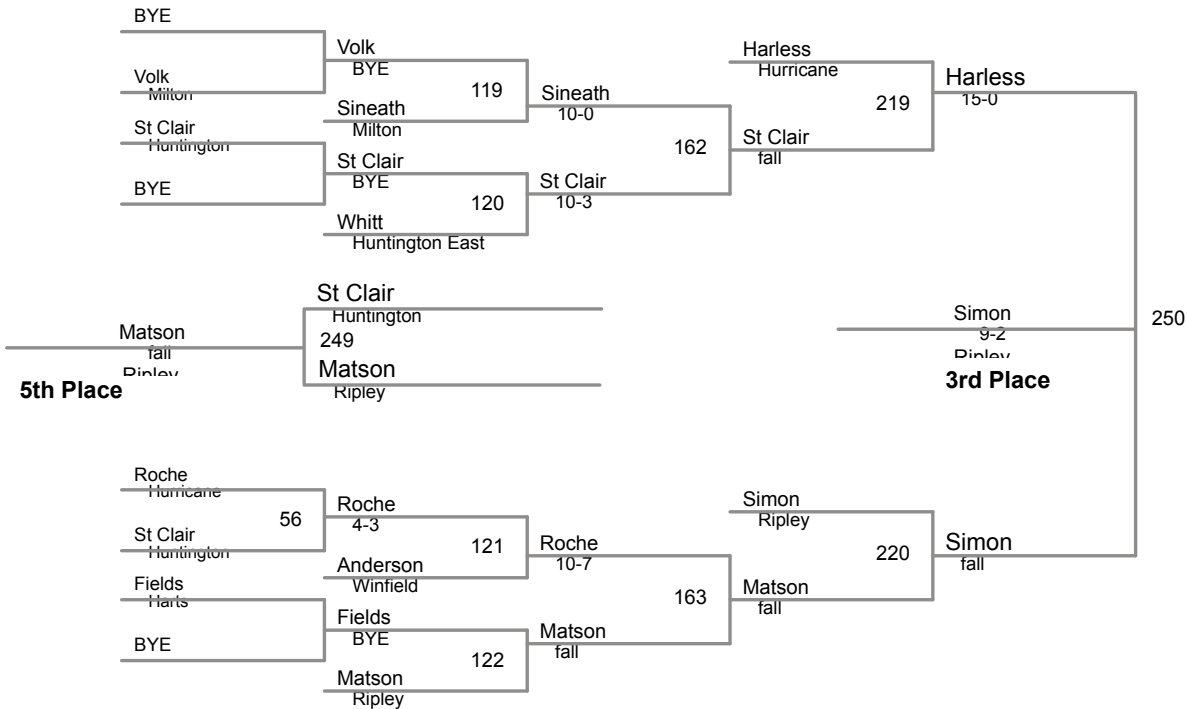 BYE
Volk
Milton
St Clair
Huntington
BYE
Volk
BYE
119
Sineath
Milton
St Clair
BYE
120
Whitt
Huntington East
Sineath
10-0
162
St Clair
10-3
Harless
Hurricane
219
St Clair
fall
Harless
15-0
St Clair
Huntington
249
Matson
Ripley
Matson
fall
Ripley
5th Place
Simon
9-2
Ripley
3rd Place
250
Roche
Hurricane
56
St Clair
Huntington
Fields
Harts
BYE
Roche
4-3
121
Anderson
Winfield
Fields
BYE
122
Matson
Ripley
Roche
10-7
163
Matson
fall
Simon
Ripley
220
Matson
fall
Simon
fall